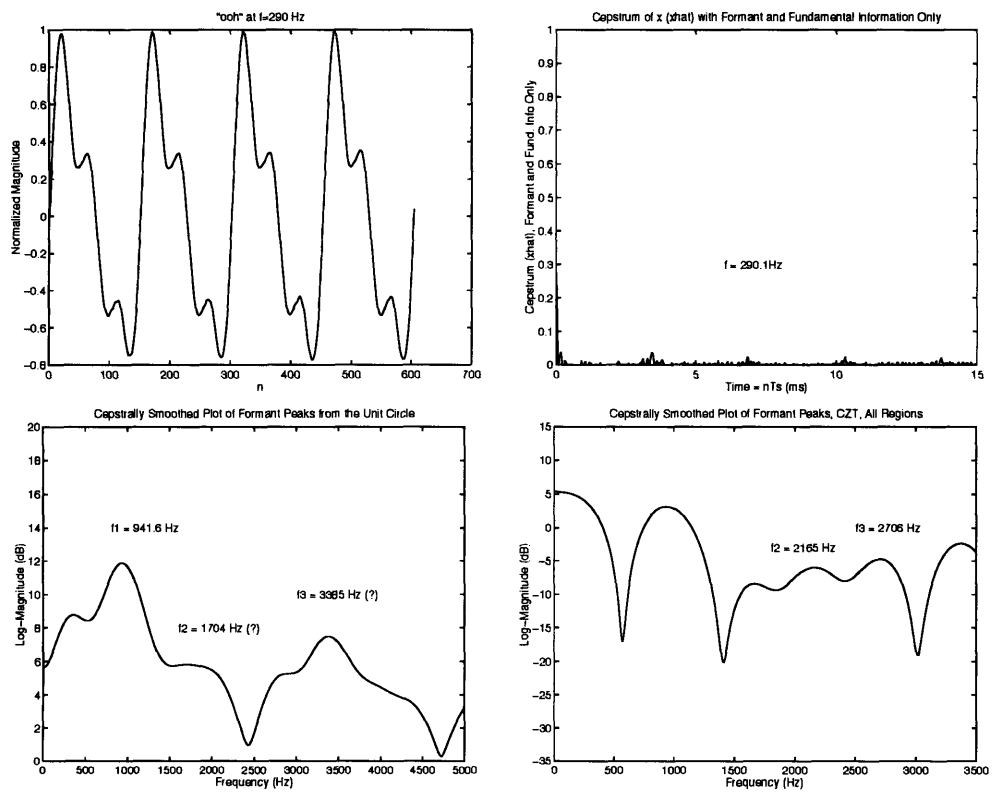 "ooh" at f=290 Hz
Normalized Magnitude
1
0.8
0.6
0.4
0.2
0
−0.2
−0.4
−0.6
−0.8
0 100 200 300 400 500 600 700
n
Cepstrum of x (xhat) with Formant and Fundamental Information Only
Cepstrum (xhat), Formant and Fund. Info Only
1
0.9
0.8
0.7
0.6
0.5
0.4
0.3
0.2
0.1
0
f = 290.1Hz
0 5 10 15
Time = nTs (ms)
Cepstrally Smoothed Plot of Formant Peaks from the Unit Circle
Log−Magnitude (dB)
20
18
16
14
12
10
8
6
4
2
0
f1 = 941.6 Hz
f3 = 3385 Hz (?)
f2 = 1704 Hz (?)
0 500 1000 1500 2000 2500 3000 3500 4000 4500 5000
Frequency (Hz)
Cepstrally Smoothed Plot of Formant Peaks, CZT, All Regions
Log−Magnitude (dB)
15
10
5
0
−5
−10
−15
−20
−25
−30
−35
f3 = 2706 Hz
f2 = 2165 Hz
0 500 1000 1500 2000 2500 3000 3500
Frequency (Hz)